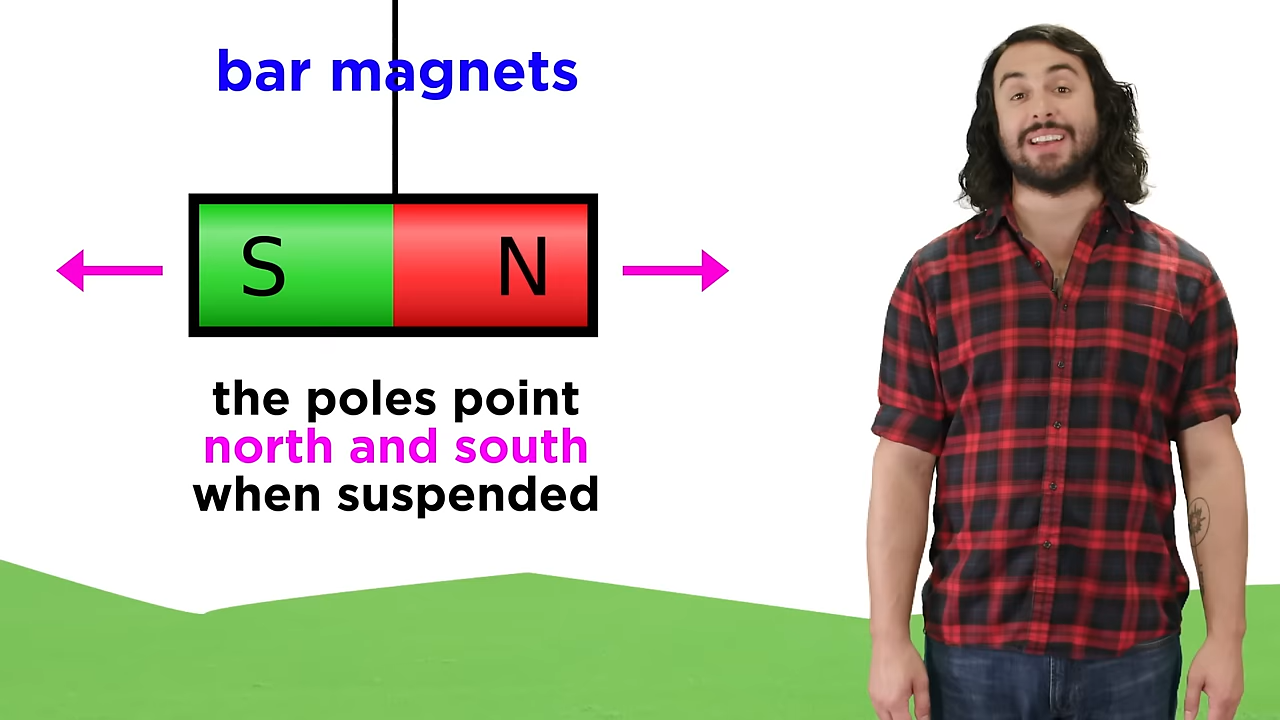 bar magnets
S N
the poles point
north and south
when suspended